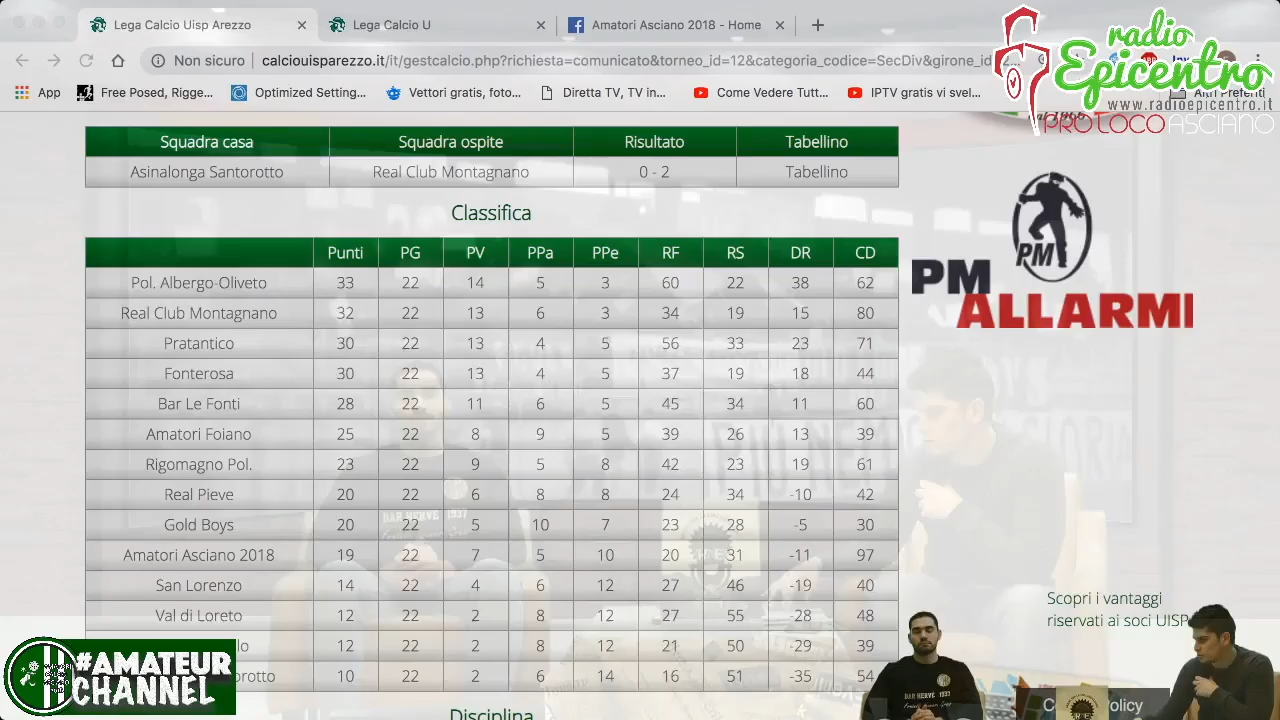 Lega Calcio Uisp Arezzo
Lega Calcio U
Amatori Asciano 2018 - Home
Non sicuro
calciouisparezzo.it/it/gestcalcio.php?richiesta=comunicato&torneo_id=12&categoria_codice=SecDiv&girone_id
App
Free Posed, Rigge...
Optimized Setting...
Vettori gratis, foto...
Diretta TV, TV in...
Come Vedere Tutt...
IPTV gratis vi svel...
Altri Preferiti
radio
Epicentro
www.radioepicentro.it
dal 1986
PROLOCOASCIANO
Squadra casa Squadra ospite Risultato Tabellino
Asinalonga Santorotto Real Club Montagnano 0 - 2 Tabellino
Classifica
Punti PG PV PPa PPe RF RS DR CD
Pol. Albergo-Oliveto 33 22 14 5 3 60 22 38 62
Real Club Montagnano 32 22 13 6 3 34 19 15 80
Pratantico 30 22 13 4 5 56 33 23 71
Fonterosa 30 22 13 4 5 37 19 18 44
Bar Le Fonti 28 22 11 6 5 45 34 11 60
Amatori Foiano 25 22 8 9 5 39 26 13 39
Rigomagno Pol. 23 22 9 5 8 42 23 19 61
Real Pieve 20 22 6 8 8 24 34 -10 42
Gold Boys 20 22 5 10 7 23 28 -5 30
Amatori Asciano 2018 19 22 7 5 10 20 31 -11 97
San Lorenzo 14 22 4 6 12 27 46 -19 40
Val di Loreto 12 22 2 8 12 27 55 -28 48
lo 12 22 2 8 12 21 50 -29 39
orotto 10 22 2 6 14 16 51 -35 54
Disciplina
PM
PM
ALLARMI
Scopri i vantaggi
riservati ai soci UISP
#AMATEUR
CHANNEL
BAR HERVE 1937
BAR HERVE 1937